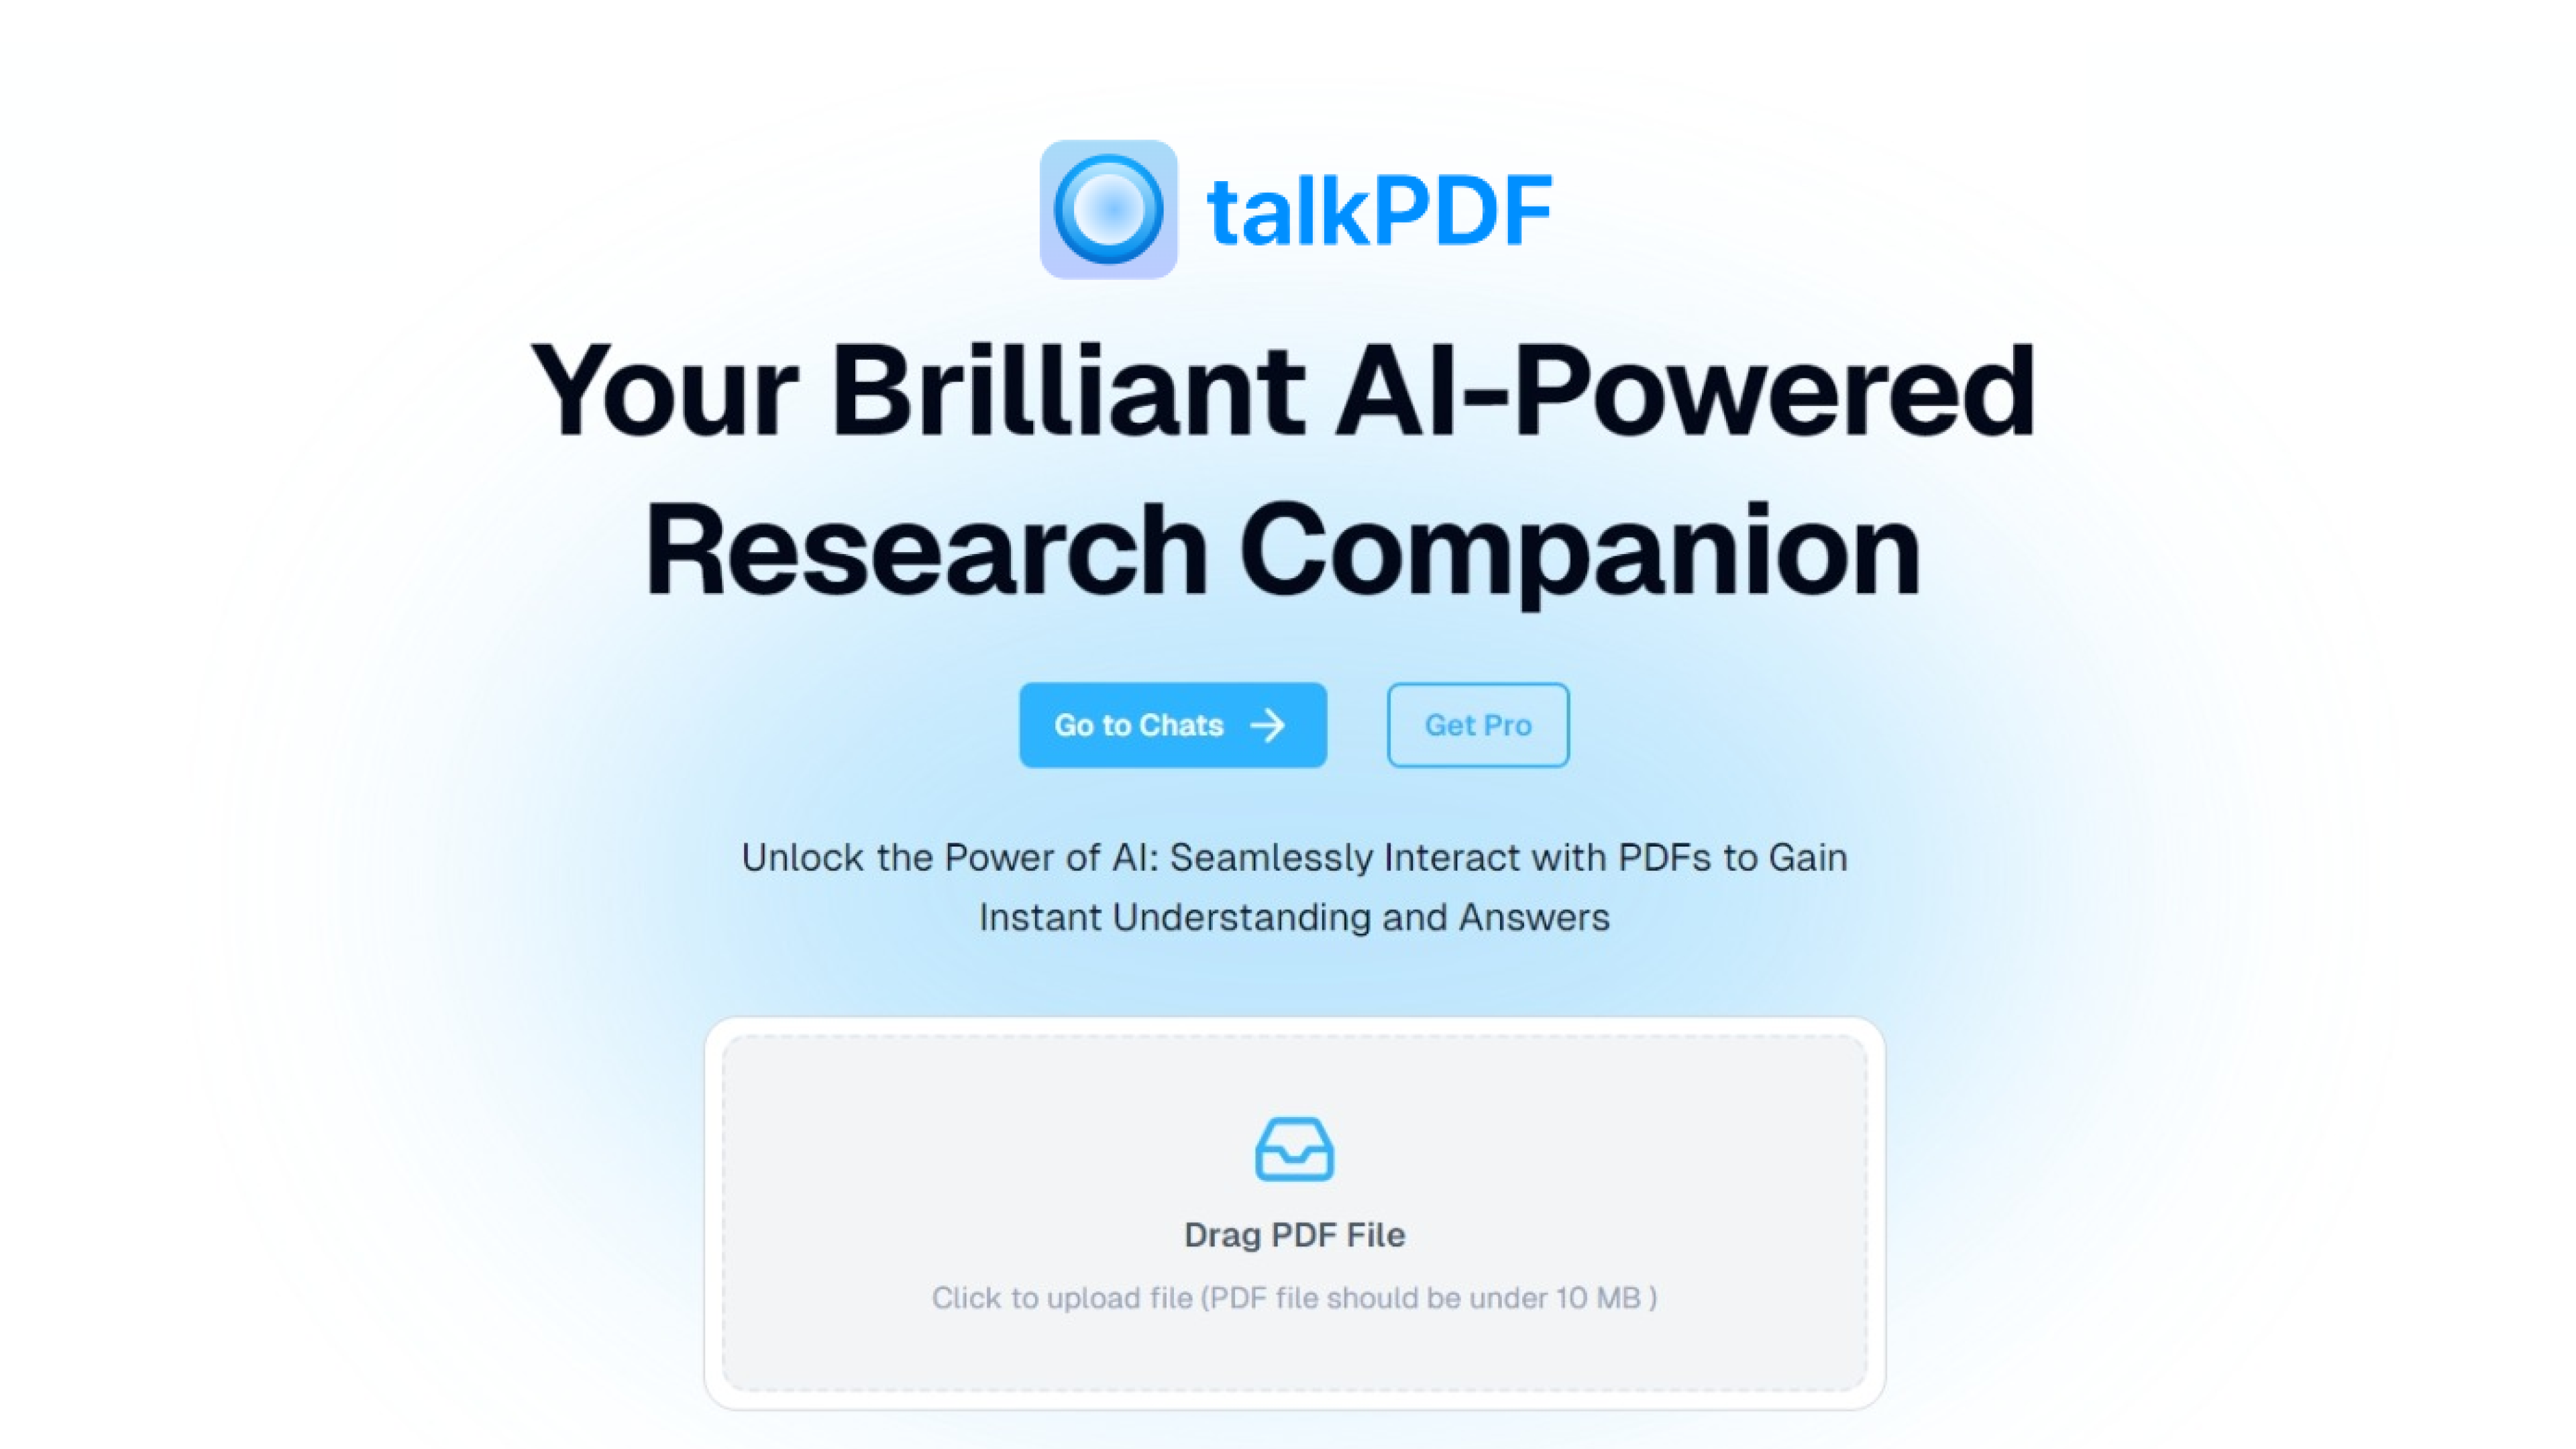 talkPDF
Your Brilliant AI-Powered
Research Companion
Go to Chats
Get Pro
Unlock the Power of AI: Seamlessly Interact with PDFs to Gain
Instant Understanding and Answers
Drag PDF File
Click to upload file (PDF file should be under 10 MB )